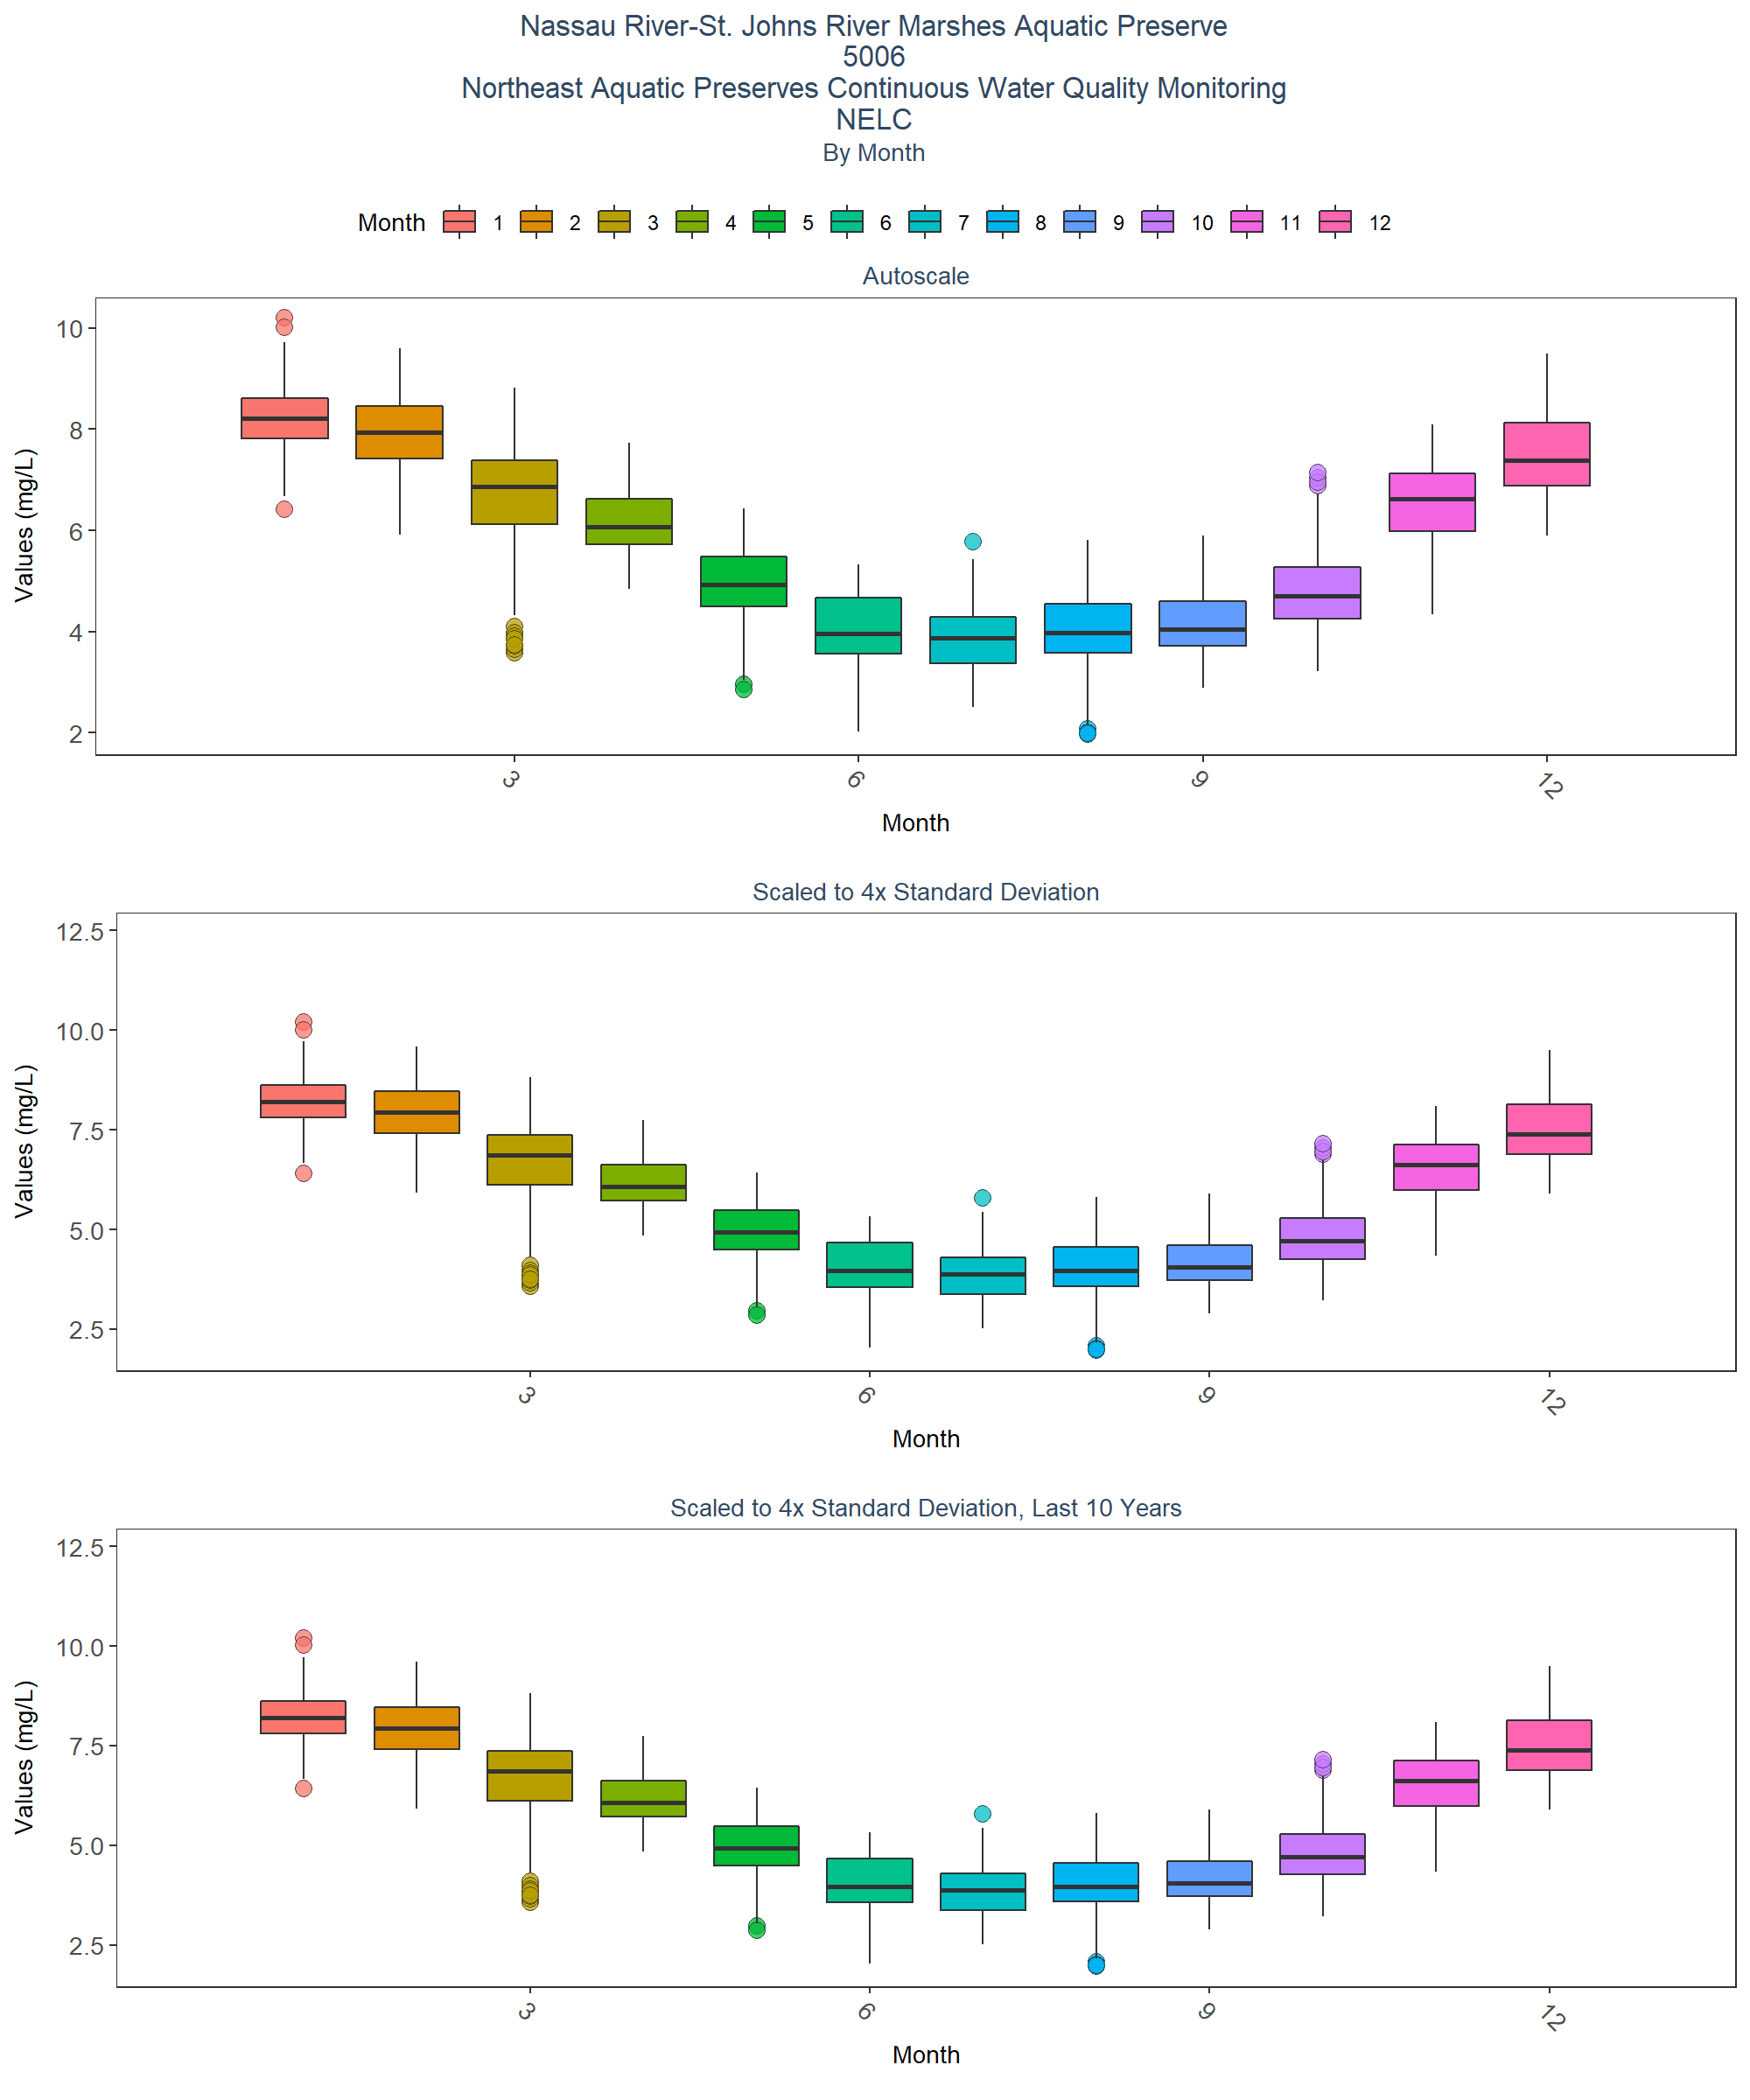 Nassau River-St. Johns River Marshes Aquatic Preserve
5006
Northeast Aquatic Preserves Continuous Water Quality Monitoring
NELC
By Month
Month 1 2 3 4 5 6 7 8 9 10 11 12
Autoscale
Values (mg/L)
10
8
6
4
2
3 6 9 12
Month
Scaled to 4x Standard Deviation
Values (mg/L)
12.5
10.0
7.5
5.0
2.5
3 6 9 12
Month
Scaled to 4x Standard Deviation, Last 10 Years
Values (mg/L)
12.5
10.0
7.5
5.0
2.5
3 6 9 12
Month